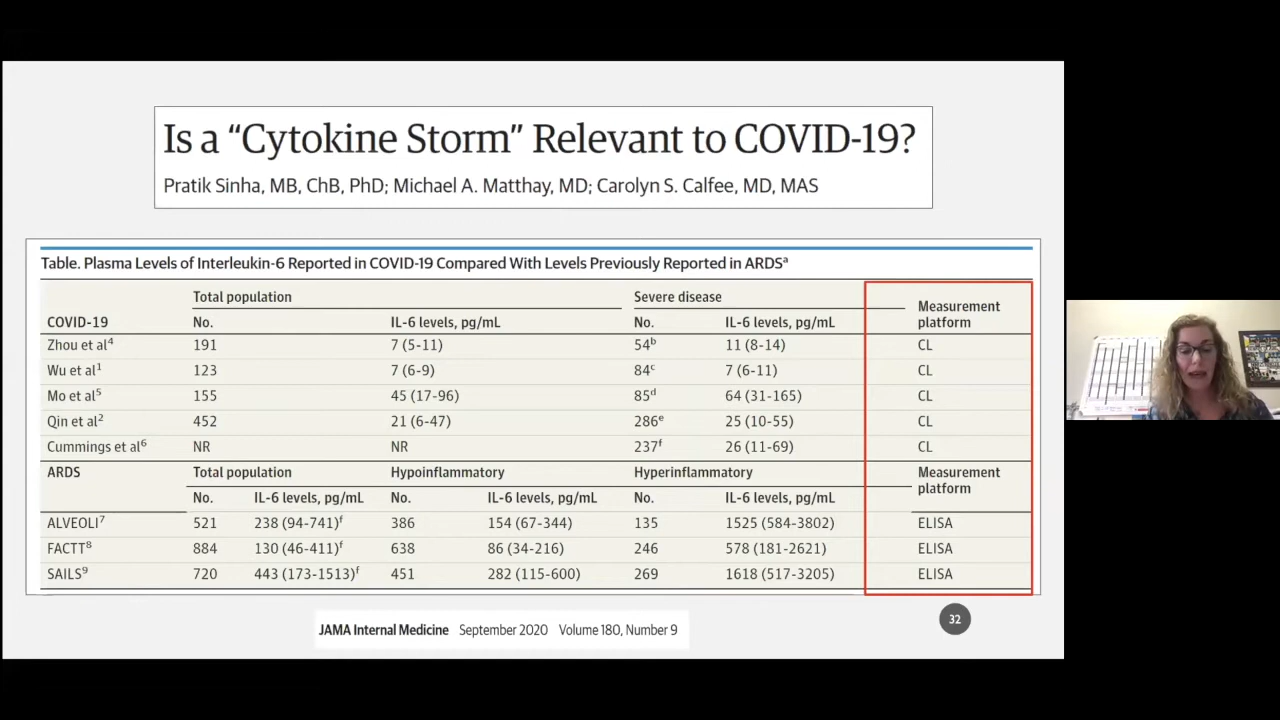 Is a “Cytokine Storm” Relevant to COVID-19?
Pratik Sinha, MB, ChB, PhD; Michael A. Matthay, MD; Carolyn S. Calfee, MD, MAS
Table. Plasma Levels of Interleukin-6 Reported in COVID-19 Compared With Levels Previously Reported in ARDSᵃ
Total population Severe disease Measurement platform
COVID-19 No. IL-6 levels, pg/mL No. IL-6 levels, pg/mL
Zhou et al⁴ 191 7 (5-11) 54ᵇ 11 (8-14) CL
Wu et al¹ 123 7 (6-9) 84ᶜ 7 (6-11) CL
Mo et al⁵ 155 45 (17-96) 85ᵈ 64 (31-165) CL
Qin et al² 452 21 (6-47) 286ᵉ 25 (10-55) CL
Cummings et al⁶ NR NR 237ᶠ 26 (11-69) CL
ARDS Total population Hypoinflammatory Hyperinflammatory Measurement platform
No. IL-6 levels, pg/mL No. IL-6 levels, pg/mL No. IL-6 levels, pg/mL
ALVEOLI⁷ 521 238 (94-741)ᶠ 386 154 (67-344) 135 1525 (584-3802) ELISA
FACTT⁸ 884 130 (46-411)ᶠ 638 86 (34-216) 246 578 (181-2621) ELISA
SAILS⁹ 720 443 (173-1513)ᶠ 451 282 (115-600) 269 1618 (517-3205) ELISA
JAMA Internal Medicine September 2020 Volume 180, Number 9
32